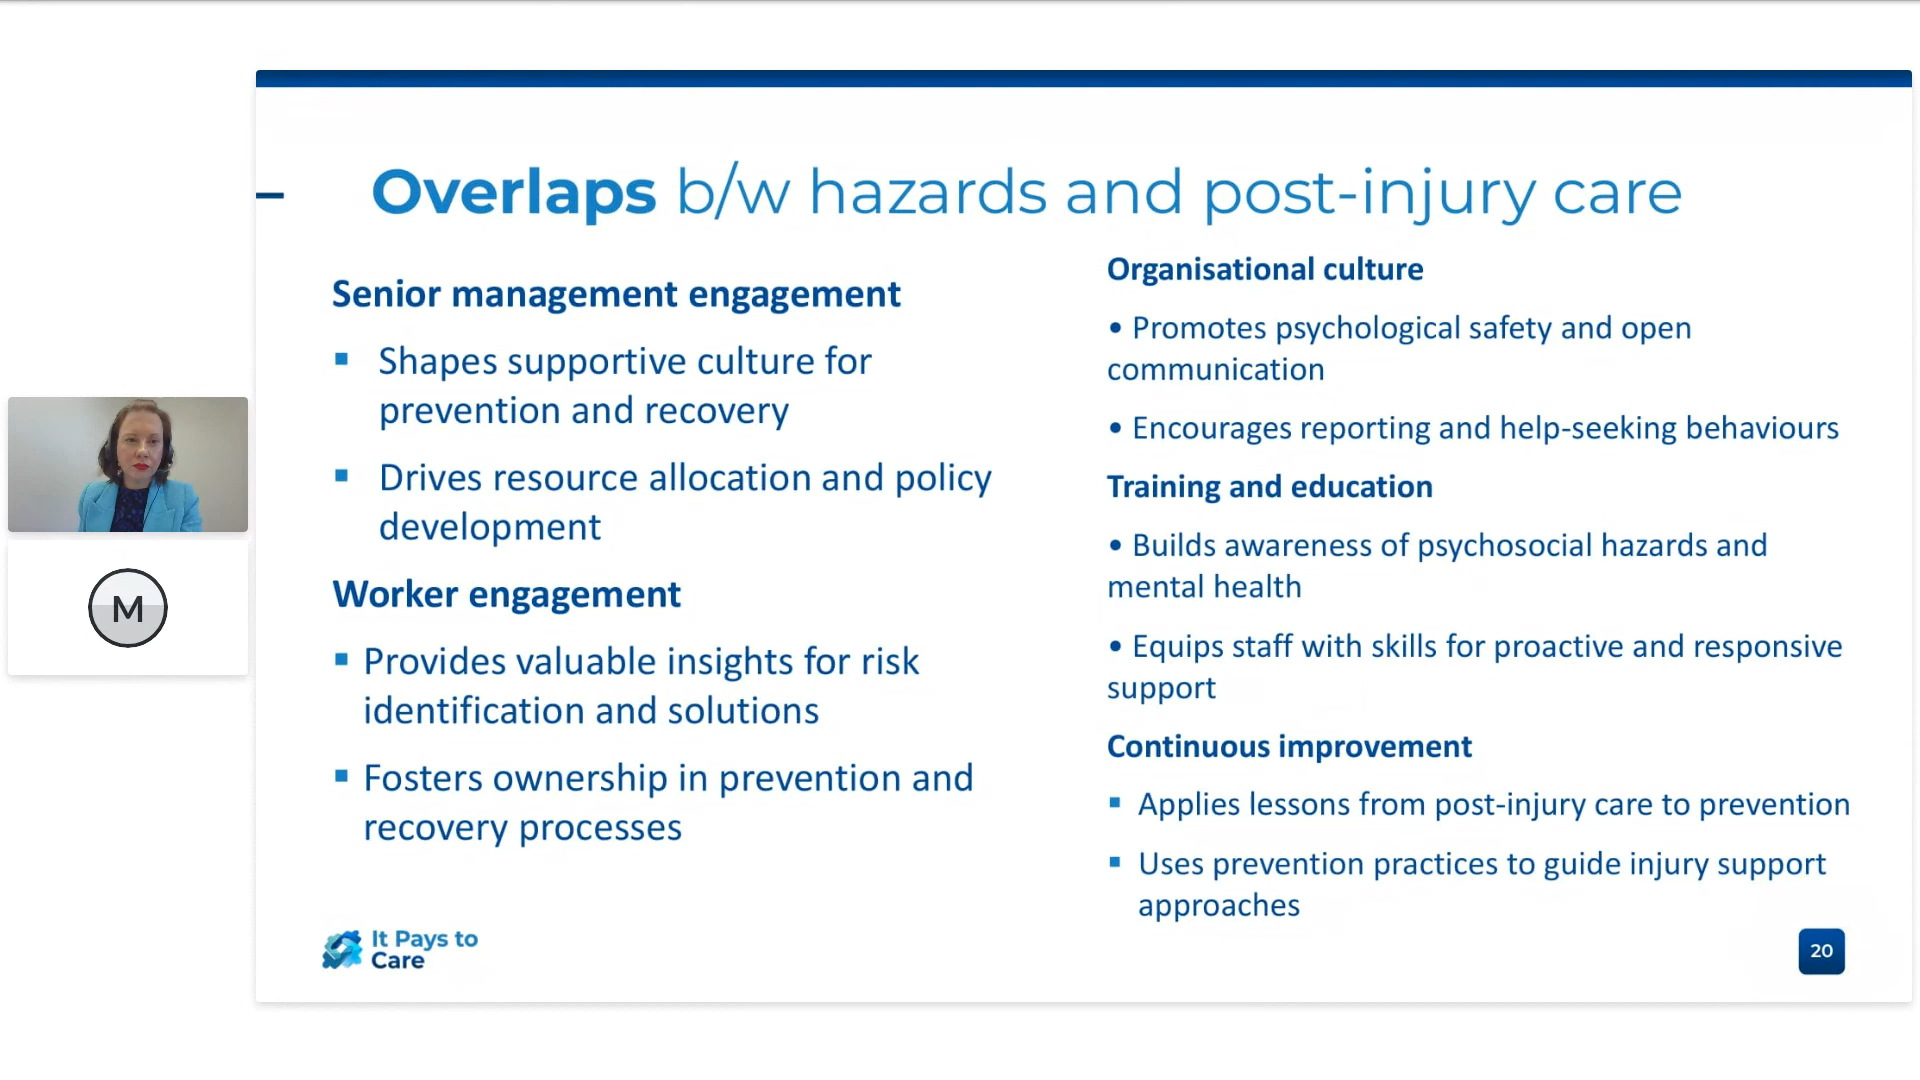 Overlaps b/w hazards and post-injury care
Senior management engagement
▪ Shapes supportive culture for
prevention and recovery
▪ Drives resource allocation and policy
development
Worker engagement
▪ Provides valuable insights for risk
identification and solutions
▪ Fosters ownership in prevention and
recovery processes
Organisational culture
• Promotes psychological safety and open
communication
• Encourages reporting and help-seeking behaviours
Training and education
• Builds awareness of psychosocial hazards and
mental health
• Equips staff with skills for proactive and responsive
support
Continuous improvement
▪ Applies lessons from post-injury care to prevention
▪ Uses prevention practices to guide injury support
approaches
It Pays to
Care
20
M